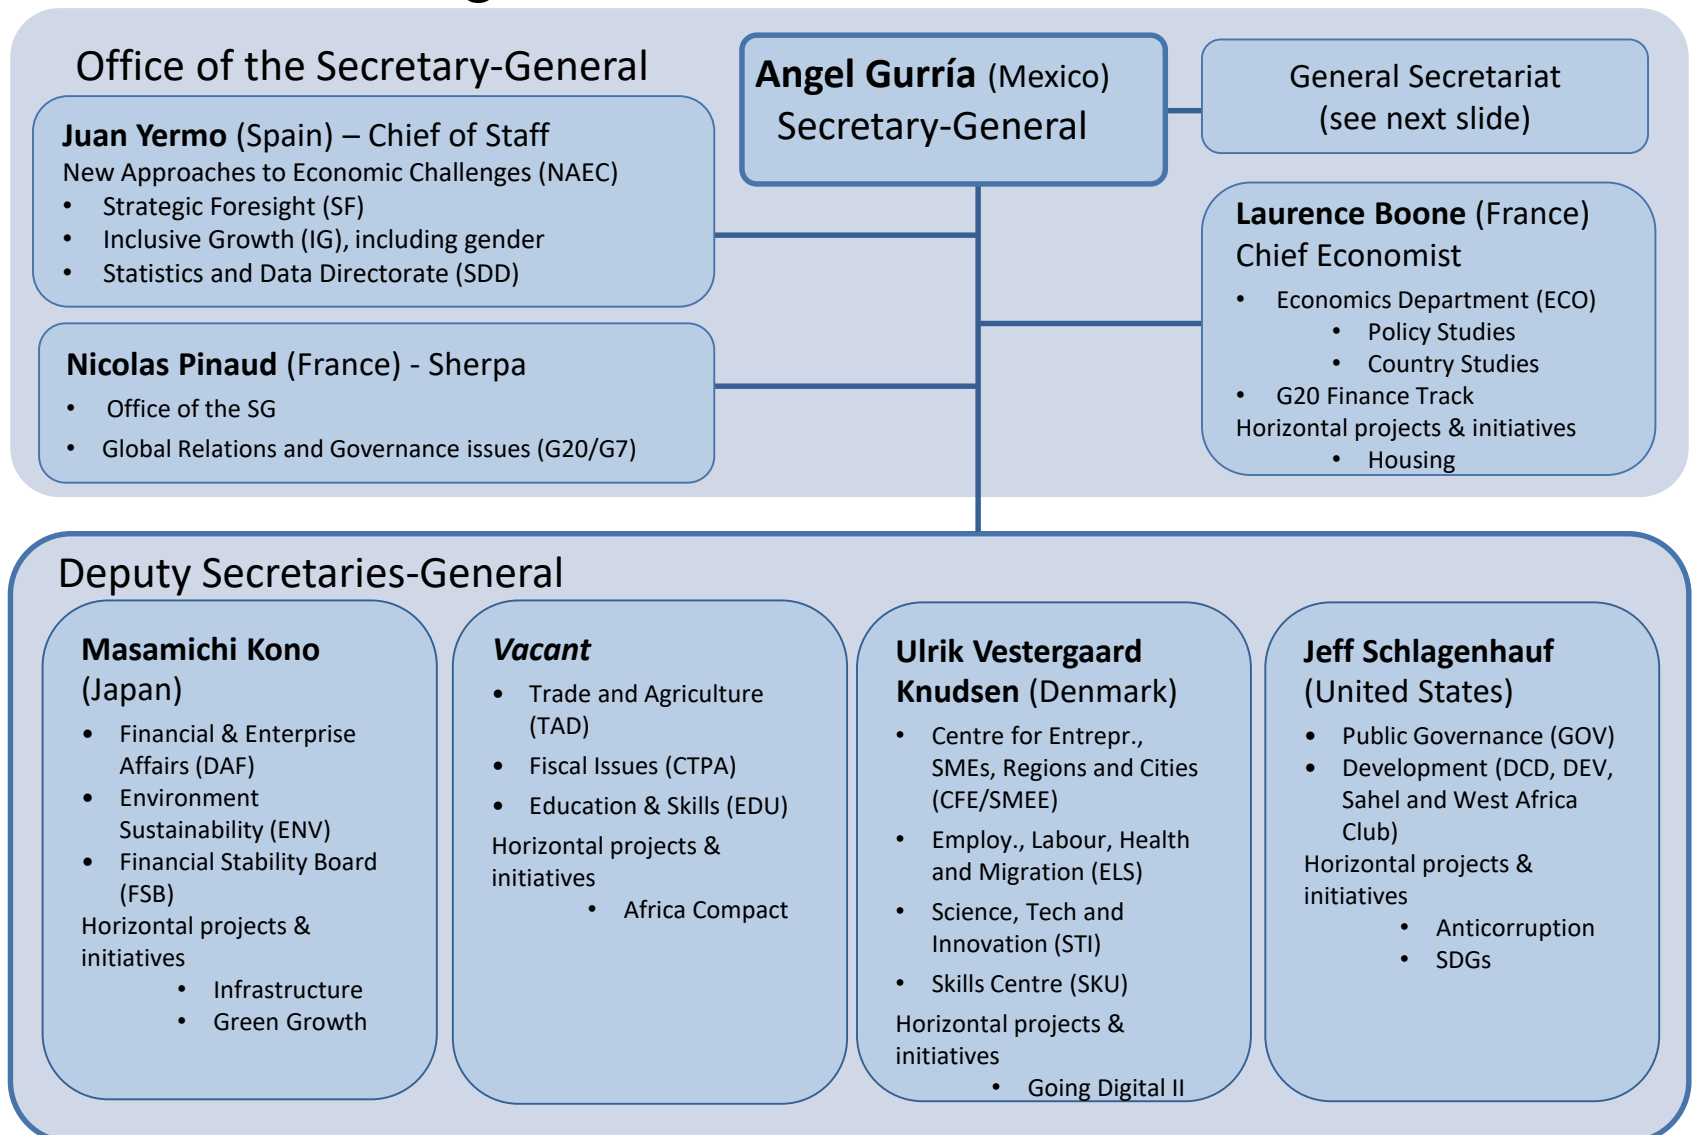 Office of the Secretary-General
Juan Yermo (Spain) – Chief of Staff
New Approaches to Economic Challenges (NAEC)
• Strategic Foresight (SF)
• Inclusive Growth (IG), including gender
• Statistics and Data Directorate (SDD)
Nicolas Pinaud (France) - Sherpa
• Office of the SG
• Global Relations and Governance issues (G20/G7)
Angel Gurría (Mexico)
Secretary-General
General Secretariat
(see next slide)
Laurence Boone (France)
Chief Economist
• Economics Department (ECO)
• Policy Studies
• Country Studies
• G20 Finance Track
Horizontal projects & initiatives
• Housing
Deputy Secretaries-General
Masamichi Kono
(Japan)
• Financial & Enterprise
Affairs (DAF)
• Environment
Sustainability (ENV)
• Financial Stability Board
(FSB)
Horizontal projects &
initiatives
• Infrastructure
• Green Growth
Vacant
• Trade and Agriculture
(TAD)
• Fiscal Issues (CTPA)
• Education & Skills (EDU)
Horizontal projects &
initiatives
• Africa Compact
Ulrik Vestergaard
Knudsen (Denmark)
• Centre for Entrepr.,
SMEs, Regions and Cities
(CFE/SMEE)
• Employ., Labour, Health
and Migration (ELS)
• Science, Tech and
Innovation (STI)
• Skills Centre (SKU)
Horizontal projects &
initiatives
• Going Digital II
Jeff Schlagenhauf
(United States)
• Public Governance (GOV)
• Development (DCD, DEV,
Sahel and West Africa
Club)
Horizontal projects &
initiatives
• Anticorruption
• SDGs